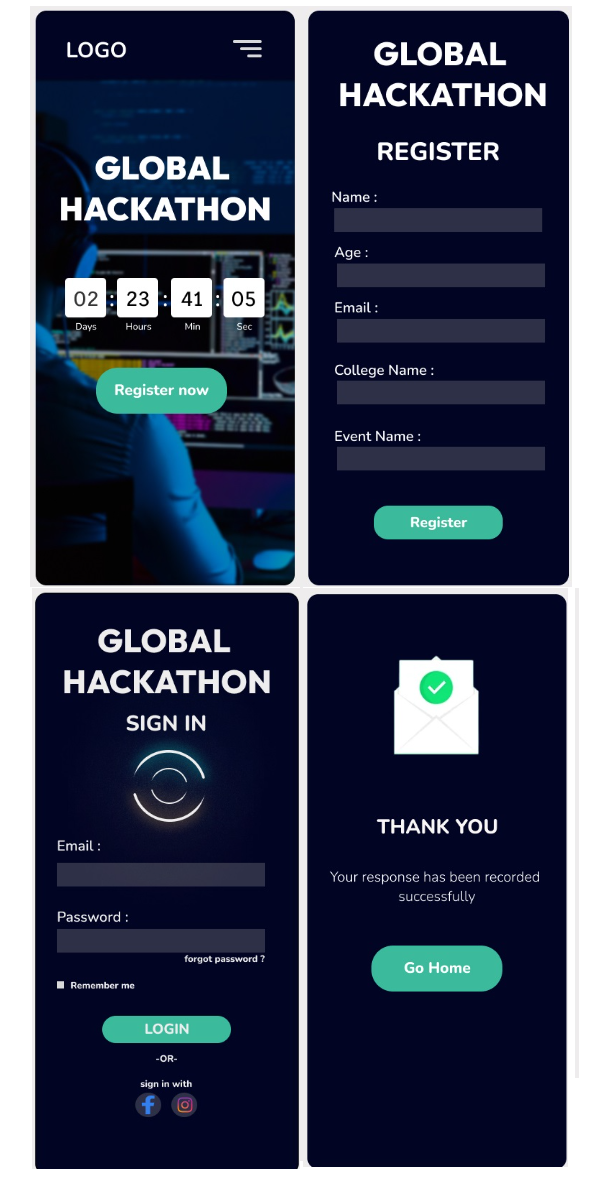 LOGO
GLOBAL
HACKATHON
02 : 23 : 41 : 05
Days Hours Min Sec
Register now
GLOBAL
HACKATHON
REGISTER
Name :
Age :
Email :
College Name :
Event Name :
Register
GLOBAL
HACKATHON
SIGN IN
Email :
Password :
forgot password ?
Remember me
LOGIN
-OR-
sign in with
THANK YOU
Your response has been recorded
successfully
Go Home